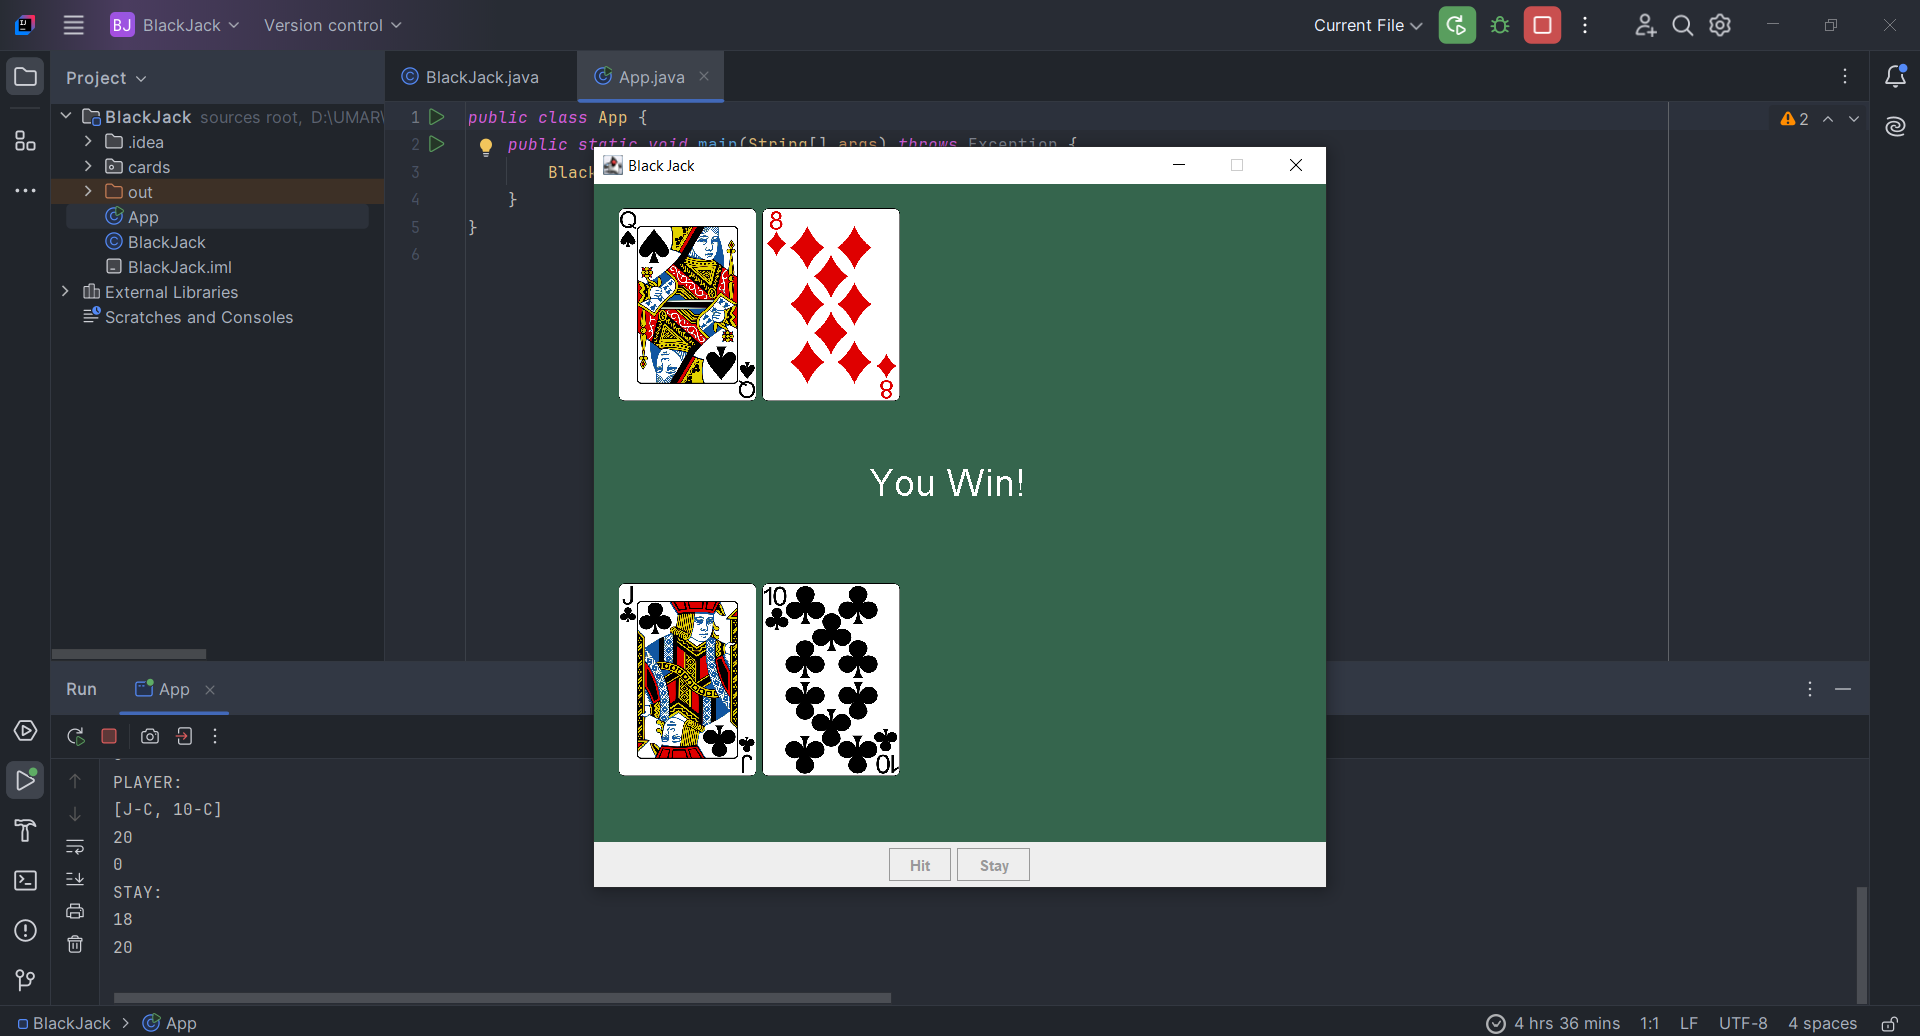 BJ BlackJack Version control Current File
Project
BlackJack.java App.java
BlackJack sources root, D:\UMAR\
.idea
cards
out
App
BlackJack
BlackJack.iml
External Libraries
Scratches and Consoles
1 public class App {
2 public static void main(String[] args) throws Exception {
3 Black
4 }
5 }
6
2
Black Jack
Q
Q
8
8
You Win!
J
J
10
10
Hit Stay
Run App
PLAYER:
[J-C, 10-C]
20
0
STAY:
18
20
BlackJack > App 4 hrs 36 mins 1:1 LF UTF-8 4 spaces